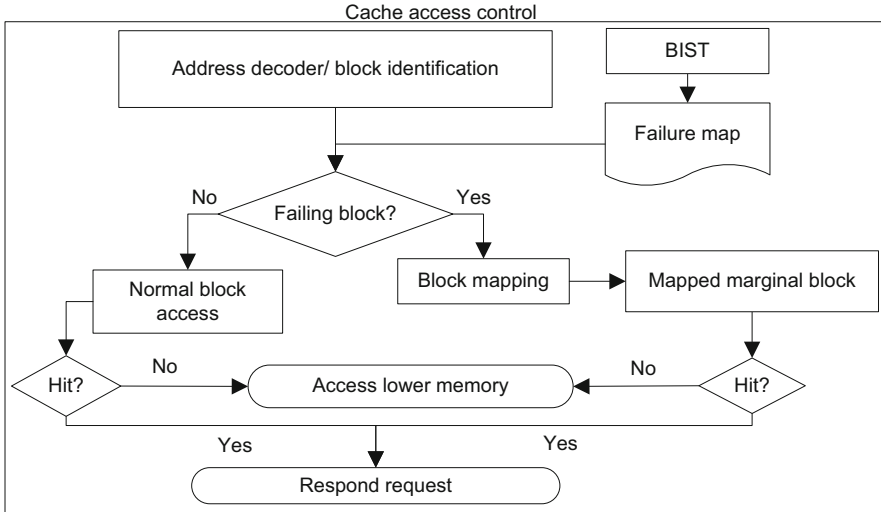 Cache access control
Address decoder/ block identification
BIST
Failure map
No
Failing block?
Yes
Normal block
access
Block mapping
Mapped marginal block
Hit?
No
Access lower memory
No
Hit?
Yes
Yes
Respond request